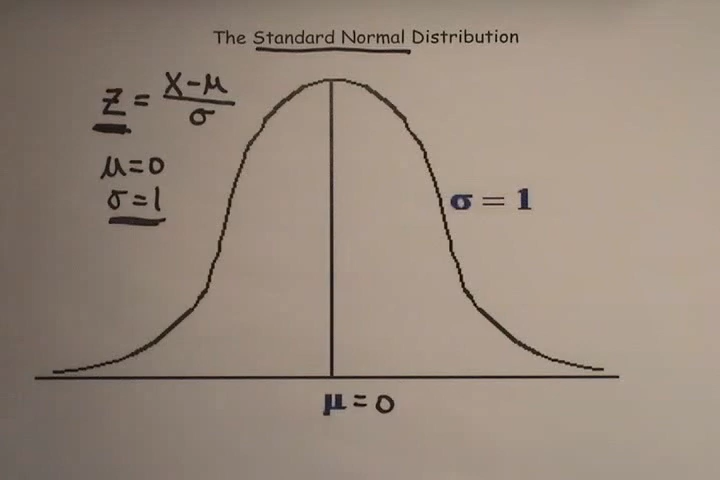 The Standard Normal Distribution
z = x-μ/σ
μ=0
σ=1
σ = 1
μ = 0